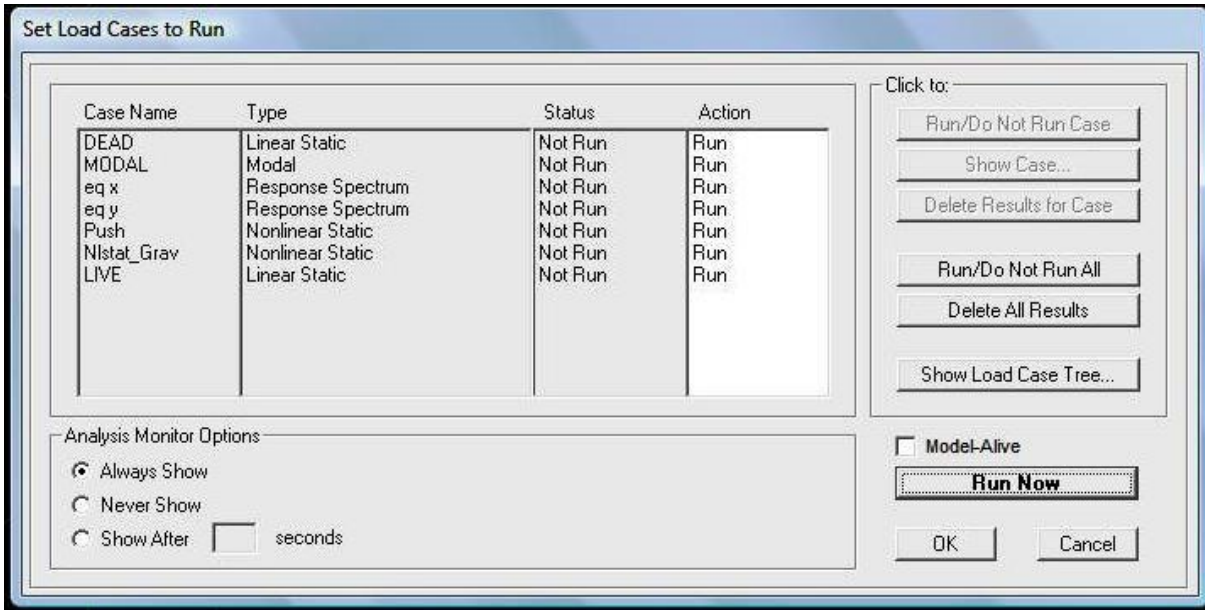 Set Load Cases to Run
Case Name Type Status Action
DEAD Linear Static Not Run Run
MODAL Modal Not Run Run
eq x Response Spectrum Not Run Run
eq y Response Spectrum Not Run Run
Push Nonlinear Static Not Run Run
Nlstat_Grav Nonlinear Static Not Run Run
LIVE Linear Static Not Run Run
Click to:
Run/Do Not Run Case
Show Case...
Delete Results for Case
Run/Do Not Run All
Delete All Results
Show Load Case Tree...
Analysis Monitor Options
Always Show
Never Show
Show After seconds
Model-Alive
Run Now
OK Cancel